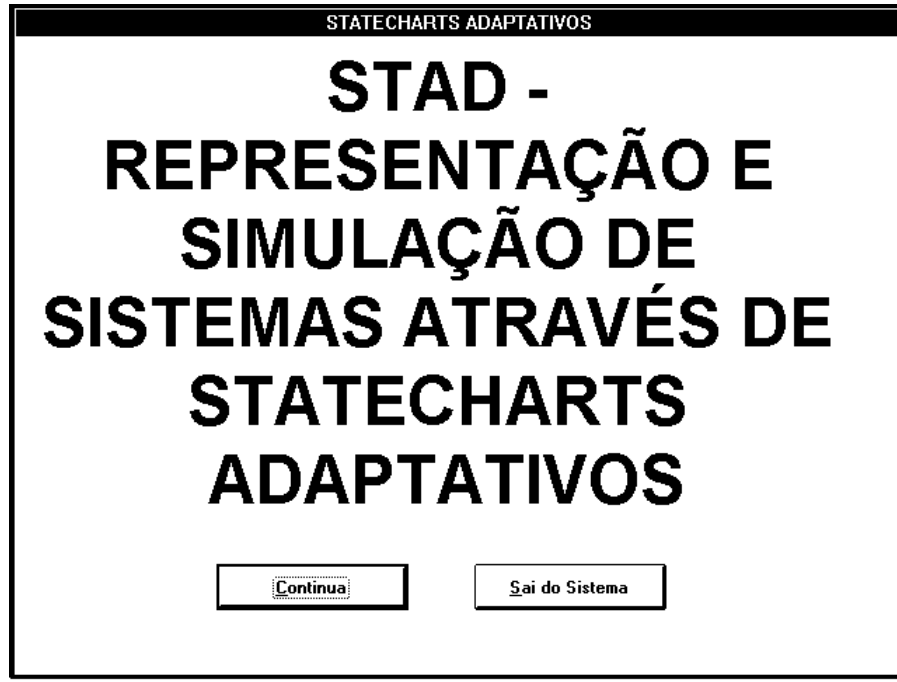 STATECHARTS ADAPTATIVOS
STAD -
REPRESENTAÇÃO E
SIMULAÇÃO DE
SISTEMAS ATRAVÉS DE
STATECHARTS
ADAPTATIVOS
Continua
Sai do Sistema